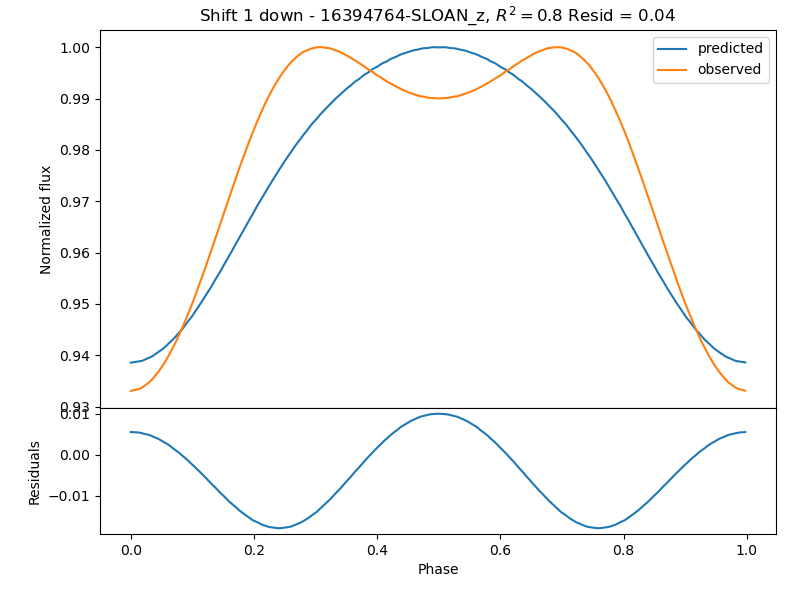 Shift 1 down - 16394764-SLOAN_z, R² = 0.8 Resid = 0.04
predicted
observed
1.00
0.99
0.98
0.97
0.96
0.95
0.94
0.93
Normalized flux
0.01
0.00
−0.01
Residuals
0.0 0.2 0.4 0.6 0.8 1.0
Phase